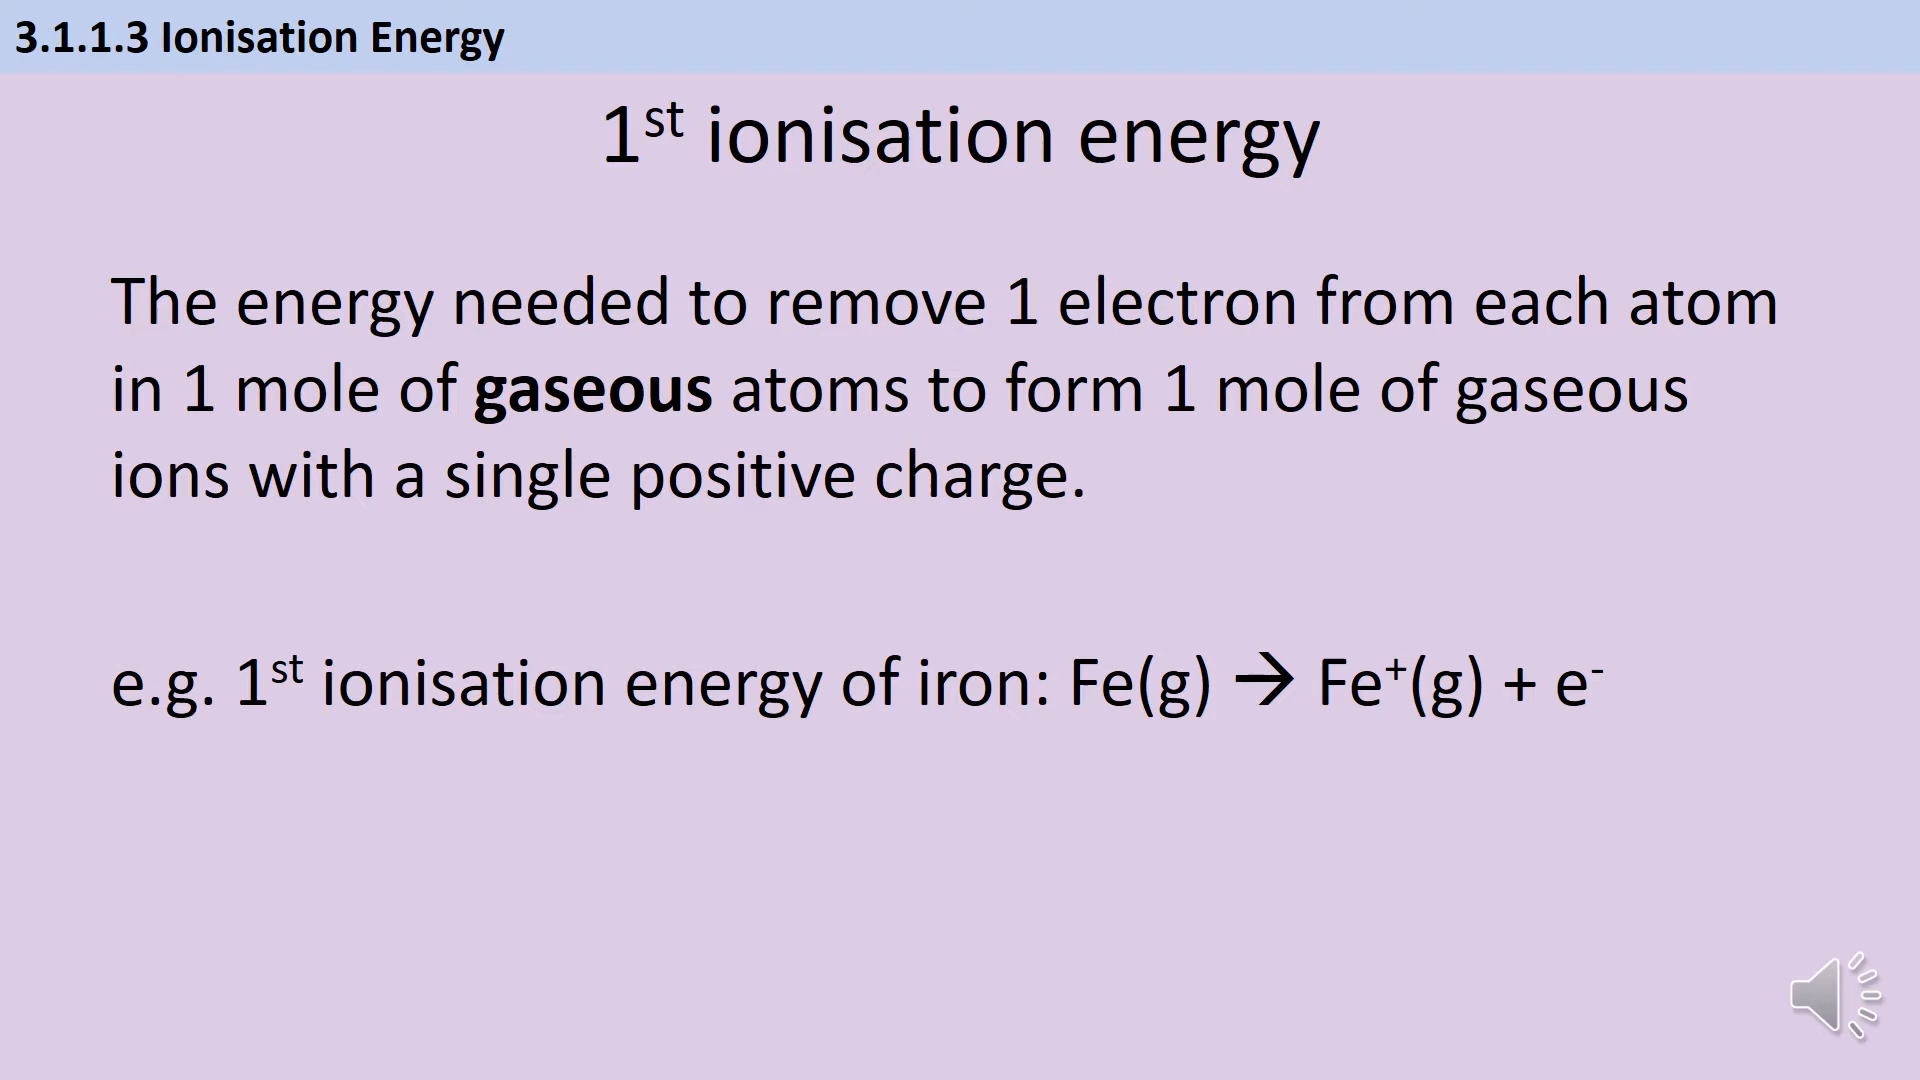 3.1.1.3 Ionisation Energy
1st ionisation energy
The energy needed to remove 1 electron from each atom
in 1 mole of gaseous atoms to form 1 mole of gaseous
ions with a single positive charge.
e.g. 1st ionisation energy of iron: Fe(g) → Fe⁺(g) + e⁻